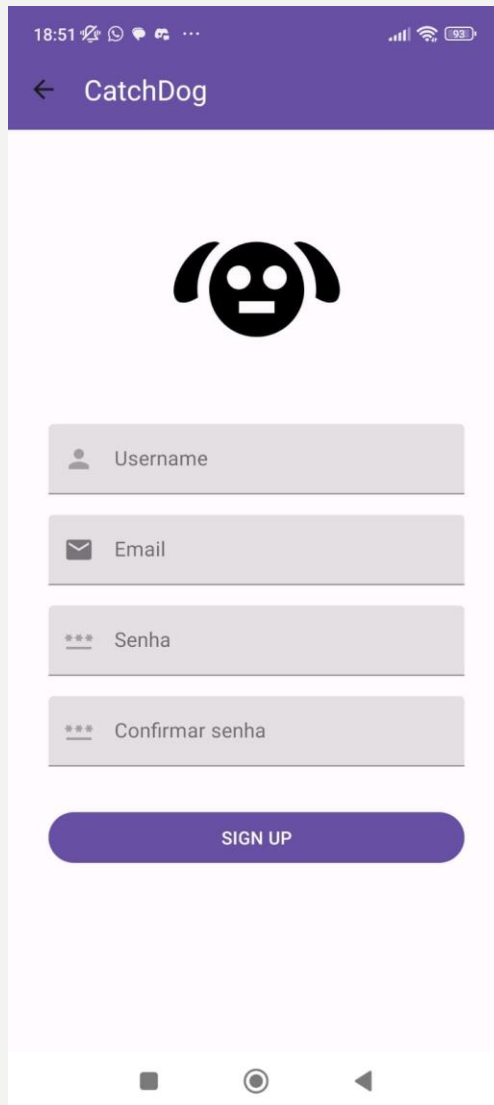 18:51
93
CatchDog
Username
Email
*** Senha
*** Confirmar senha
SIGN UP